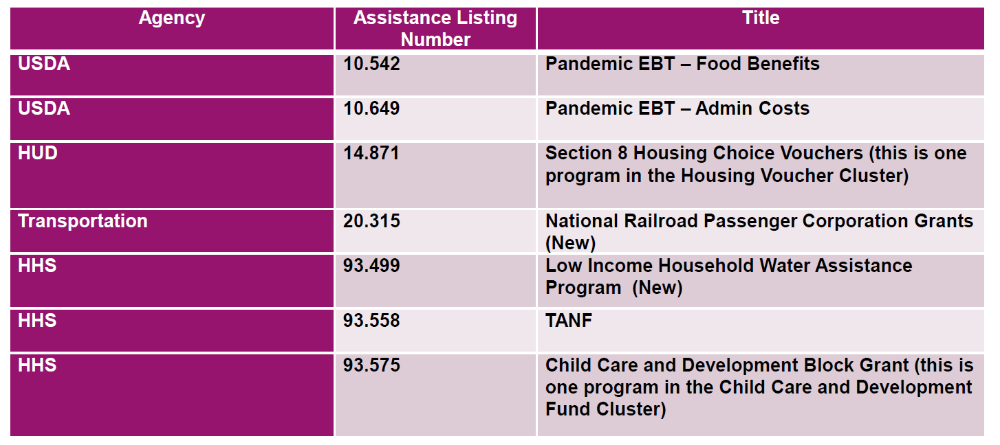 Agency
Assistance Listing
Number
Title
USDA
10.542
Pandemic EBT – Food Benefits
USDA
10.649
Pandemic EBT – Admin Costs
HUD
14.871
Section 8 Housing Choice Vouchers (this is one
program in the Housing Voucher Cluster)
Transportation
20.315
National Railroad Passenger Corporation Grants
(New)
HHS
93.499
Low Income Household Water Assistance
Program  (New)
HHS
93.558
TANF
HHS
93.575
Child Care and Development Block Grant (this is
one program in the Child Care and Development
Fund Cluster)